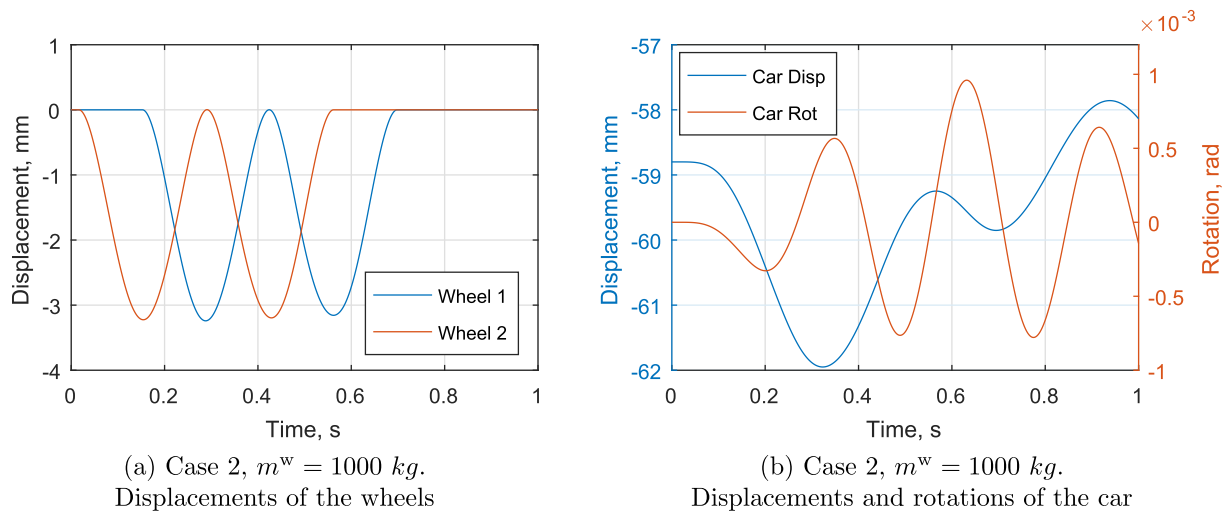 1
0
-1
-2
-3
-4
Displacement, mm
0
0.2
0.4
0.6
0.8
1
Time, s
Wheel 1
Wheel 2
(a) Case 2, mʷ = 1000 kg.
Displacements of the wheels
-57
-58
-59
-60
-61
-62
Displacement, mm
Car Disp
Car Rot
×10⁻³
1
0.5
0
-0.5
-1
Rotation, rad
0
0.2
0.4
0.6
0.8
1
Time, s
(b) Case 2, mʷ = 1000 kg.
Displacements and rotations of the car